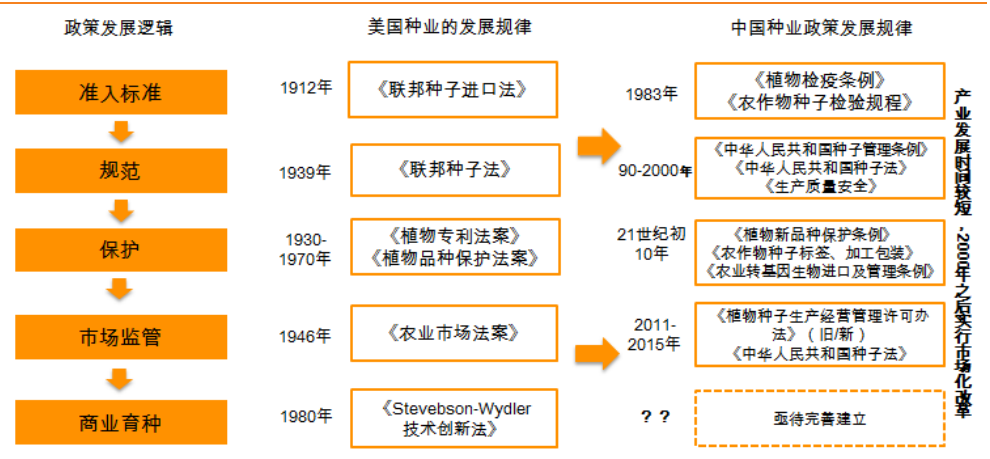 政策发展逻辑
美国种业的发展规律
中国种业政策发展规律
准入标准
1912年
《联邦种子进口法》
1983年
《植物检疫条例》
《农作物种子检验规程》
规范
1939年
《联邦种子法》
90-2000年
《中华人民共和国种子管理条例》
《中华人民共和国种子法》
《生产质量安全》
保护
1930-
1970年
《植物专利法案》
《植物品种保护法案》
21世纪初
10年
《植物新品种保护条例》
《农作物种子标签、加工包装》
《农业转基因生物进口及管理条例》
市场监管
1946年
《农业市场法案》
2011-
2015年
《植物种子生产经营管理许可办
法》（旧/新）
《中华人民共和国种子法》
商业育种
1980年
《Stevebson-Wydler
技术创新法》
？？
亟待完善建立
产业发展时间较短-2000年之后实行市场化改革